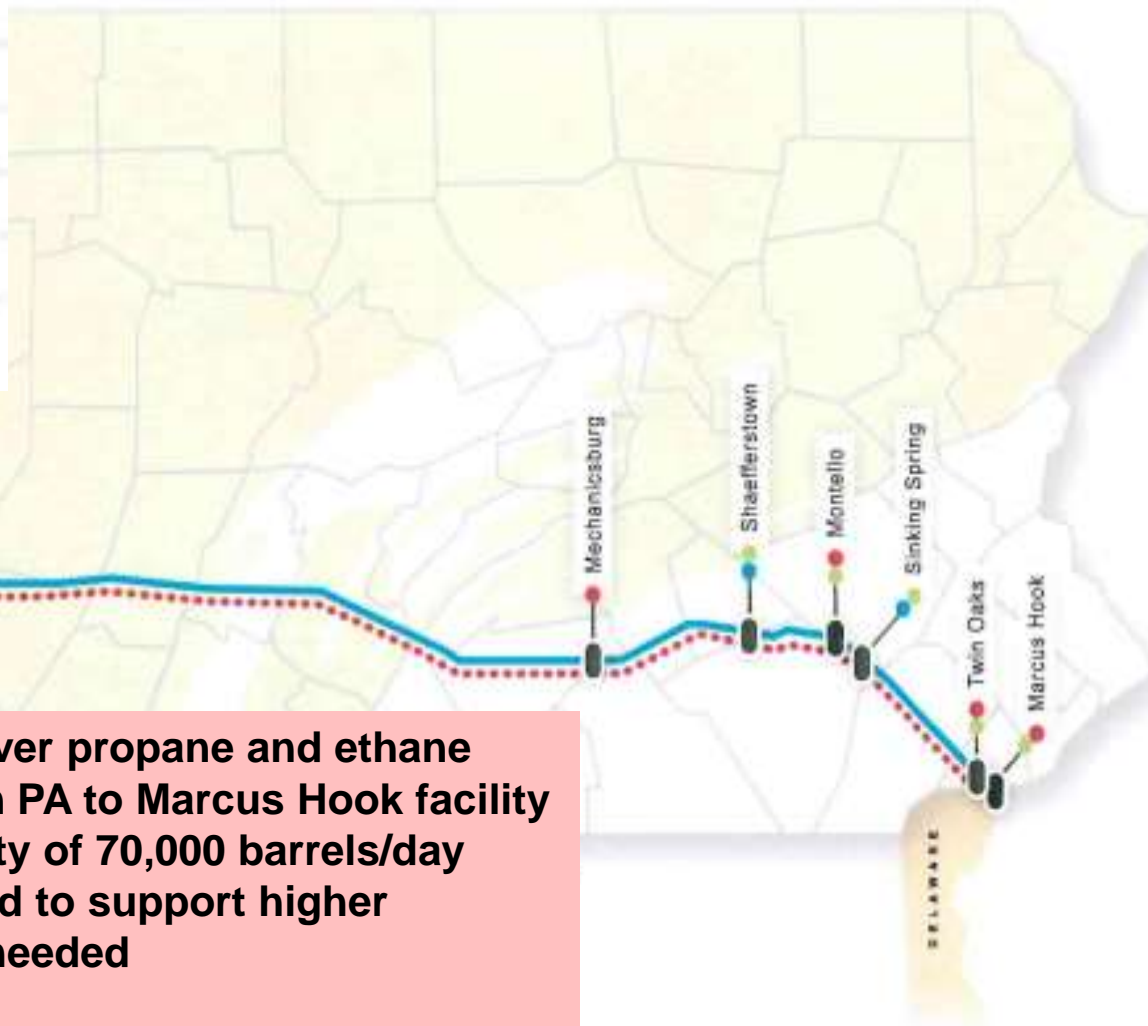 Mechanicsburg
Shaefferstown
Montello
Sinking Spring
Twin Oaks
Marcus Hook
DELAWARE
ver propane and ethane
PA to Marcus Hook facility
ty of 70,000 barrels/day
d to support higher
needed